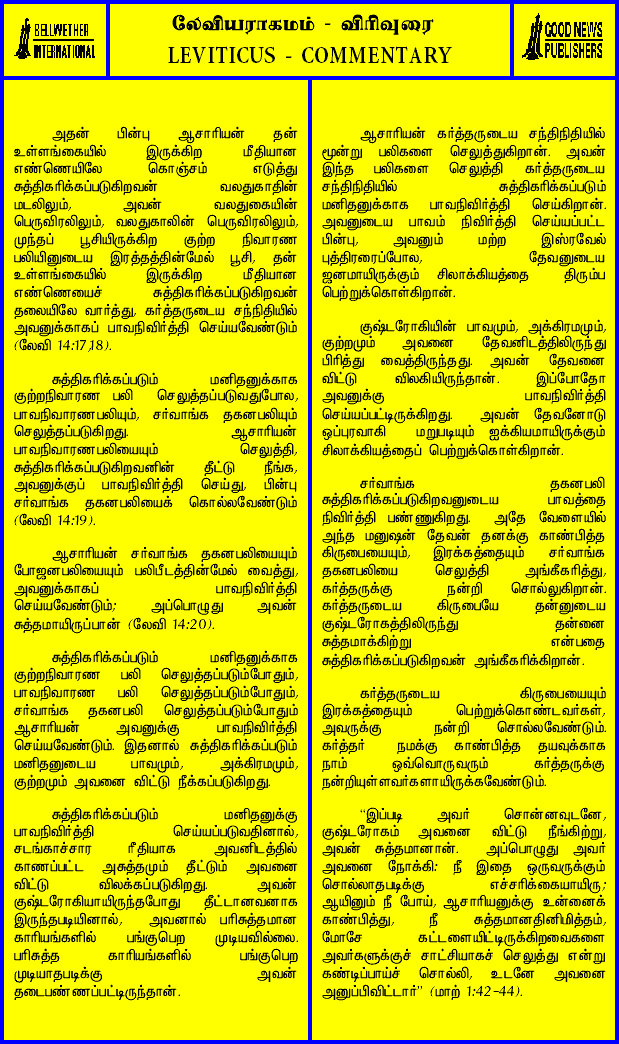 BELLWETHER
INTERNATIONAL
லேவியராகமம் - விரிவுரை
LEVITICUS - COMMENTARY
GOOD NEWS
PUBLISHERS
அதன் பின்பு ஆசாரியன் தன்
உள்ளங்கையில் இருக்கிற மீதியான
எண்ணெயிலே கொஞ்சம் எடுத்து
சுத்திகரிக்கப்படுகிறவன் வலதுகாதின்
மடலிலும், அவன் வலதுகையின்
பெருவிரலிலும், வலதுகாலின் பெருவிரலிலும்,
முந்தப் பூசியிருக்கிற குற்ற நிவாரண
பலியினுடைய இரத்தத்தின்மேல் பூசி, தன்
உள்ளங்கையில் இருக்கிற மீதியான
எண்ணெயைச் சுத்திகரிக்கப்படுகிறவன்
தலையிலே வார்த்து, கர்த்தருடைய சந்நிதியில்
அவனுக்காகப் பாவநிவிர்த்தி செய்யவேண்டும்
(லேவி 14:17,18).
சுத்திகரிக்கப்படும் மனிதனுக்காக
குற்றநிவாரண பலி செலுத்தப்படுவதுபோல,
பாவநிவாரணபலியும், சர்வாங்க தகனபலியும்
செலுத்தப்படுகிறது. ஆசாரியன்
பாவநிவாரணபலியையும் செலுத்தி,
சுத்திகரிக்கப்படுகிறவனின் தீட்டு நீங்க,
அவனுக்குப் பாவநிவிர்த்தி செய்து, பின்பு
சர்வாங்க தகனபலியைக் கொல்லவேண்டும்
(லேவி 14:19).
ஆசாரியன் சர்வாங்க தகனபலியையும்
போஜனபலியையும் பலிபீடத்தின்மேல் வைத்து,
அவனுக்காகப் பாவநிவிர்த்தி
செய்யவேண்டும்; அப்பொழுது அவன்
சுத்தமாயிருப்பான் (லேவி 14:20).
சுத்திகரிக்கப்படும் மனிதனுக்காக
குற்றநிவாரண பலி செலுத்தப்படும்போதும்,
பாவநிவாரண பலி செலுத்தப்படும்போதும்,
சர்வாங்க தகனபலி செலுத்தப்படும்போதும்
ஆசாரியன் அவனுக்கு பாவநிவிர்த்தி
செய்யவேண்டும். இதனால் சுத்திகரிக்கப்படும்
மனிதனுடைய பாவமும், அக்கிரமமும்,
குற்றமும் அவனை விட்டு நீக்கப்படுகிறது.
சுத்திகரிக்கப்படும் மனிதனுக்கு
பாவநிவிர்த்தி செய்யப்படுவதினால்,
சடங்காச்சார ரீதியாக அவனிடத்தில்
காணப்பட்ட அசுத்தமும் தீட்டும் அவனை
விட்டு விலக்கப்படுகிறது. அவன்
குஷ்டரோகியாயிருந்தபோது தீட்டானவனாக
இருந்தபடியினால், அவனால் பரிசுத்தமான
காரியங்களில் பங்குபெற முடியவில்லை.
பரிசுத்த காரியங்களில் பங்குபெற
முடியாதபடிக்கு அவன்
தடைபண்ணப்பட்டிருந்தான்.
ஆசாரியன் கர்த்தருடைய சந்திநிதியில்
மூன்று பலிகளை செலுத்துகிறான். அவன்
இந்த பலிகளை செலுத்தி கர்த்தருடைய
சந்திநிதியில் சுத்திகரிக்கப்படும்
மனிதனுக்காக பாவநிவிர்த்தி செய்கிறான்.
அவனுடைய பாவம் நிவிர்த்தி செய்யப்பட்ட
பின்பு, அவனும் மற்ற இஸ்ரவேல்
புத்திரரைப்போல, தேவனுடைய
ஜனமாயிருக்கும் சிலாக்கியத்தை திரும்ப
பெற்றுக்கொள்கிறான்.
குஷ்டரோகியின் பாவமும், அக்கிரமமும்,
குற்றமும் அவனை தேவனிடத்திலிருந்து
பிரித்து வைத்திருந்தது. அவன் தேவனை
விட்டு விலகியிருந்தான். இப்போதோ
அவனுக்கு பாவநிவிர்த்தி
செய்யப்பட்டிருக்கிறது. அவன் தேவனோடு
ஒப்புரவாகி மறுபடியும் ஐக்கியமாயிருக்கும்
சிலாக்கியத்தைப் பெற்றுக்கொள்கிறான்.
சர்வாங்க தகனபலி
சுத்திகரிக்கப்படுகிறவனுடைய பாவத்தை
நிவிர்த்தி பண்ணுகிறது. அதே வேளையில்
அந்த மனுஷன் தேவன் தனக்கு காண்பித்த
கிருபையையும், இரக்கத்தையும் சர்வாங்க
தகனபலியை செலுத்தி அங்கீகரித்து,
கர்த்தருக்கு நன்றி சொல்லுகிறான்.
கர்த்தருடைய கிருபையே தன்னுடைய
குஷ்டரோகத்திலிருந்து தன்னை
சுத்தமாக்கிற்று என்பதை
சுத்திகரிக்கப்படுகிறவன் அங்கீகரிக்கிறான்.
கர்த்தருடைய கிருபையையும்
இரக்கத்தையும் பெற்றுக்கொண்டவர்கள்,
அவருக்கு நன்றி சொல்லவேண்டும்.
கர்த்தர் நமக்கு காண்பித்த தயவுக்காக
நாம் ஒவ்வொருவரும் கர்த்தருக்கு
நன்றியுள்ளவர்களாயிருக்கவேண்டும்.
“இப்படி அவர் சொன்னவுடனே,
குஷ்டரோகம் அவனை விட்டு நீங்கிற்று,
அவன் சுத்தமானான். அப்பொழுது அவர்
அவனை நோக்கி: நீ இதை ஒருவருக்கும்
சொல்லாதபடிக்கு எச்சரிக்கையாயிரு;
ஆயினும் நீ போய், ஆசாரியனுக்கு உன்னைக்
காண்பித்து, நீ சுத்தமானதினிமித்தம்,
மோசே கட்டளையிட்டிருக்கிறவைகளை
அவர்களுக்குச் சாட்சியாகச் செலுத்து என்று
கண்டிப்பாய்ச் சொல்லி, உடனே அவனை
அனுப்பிவிட்டார்” (மாற் 1:42-44).